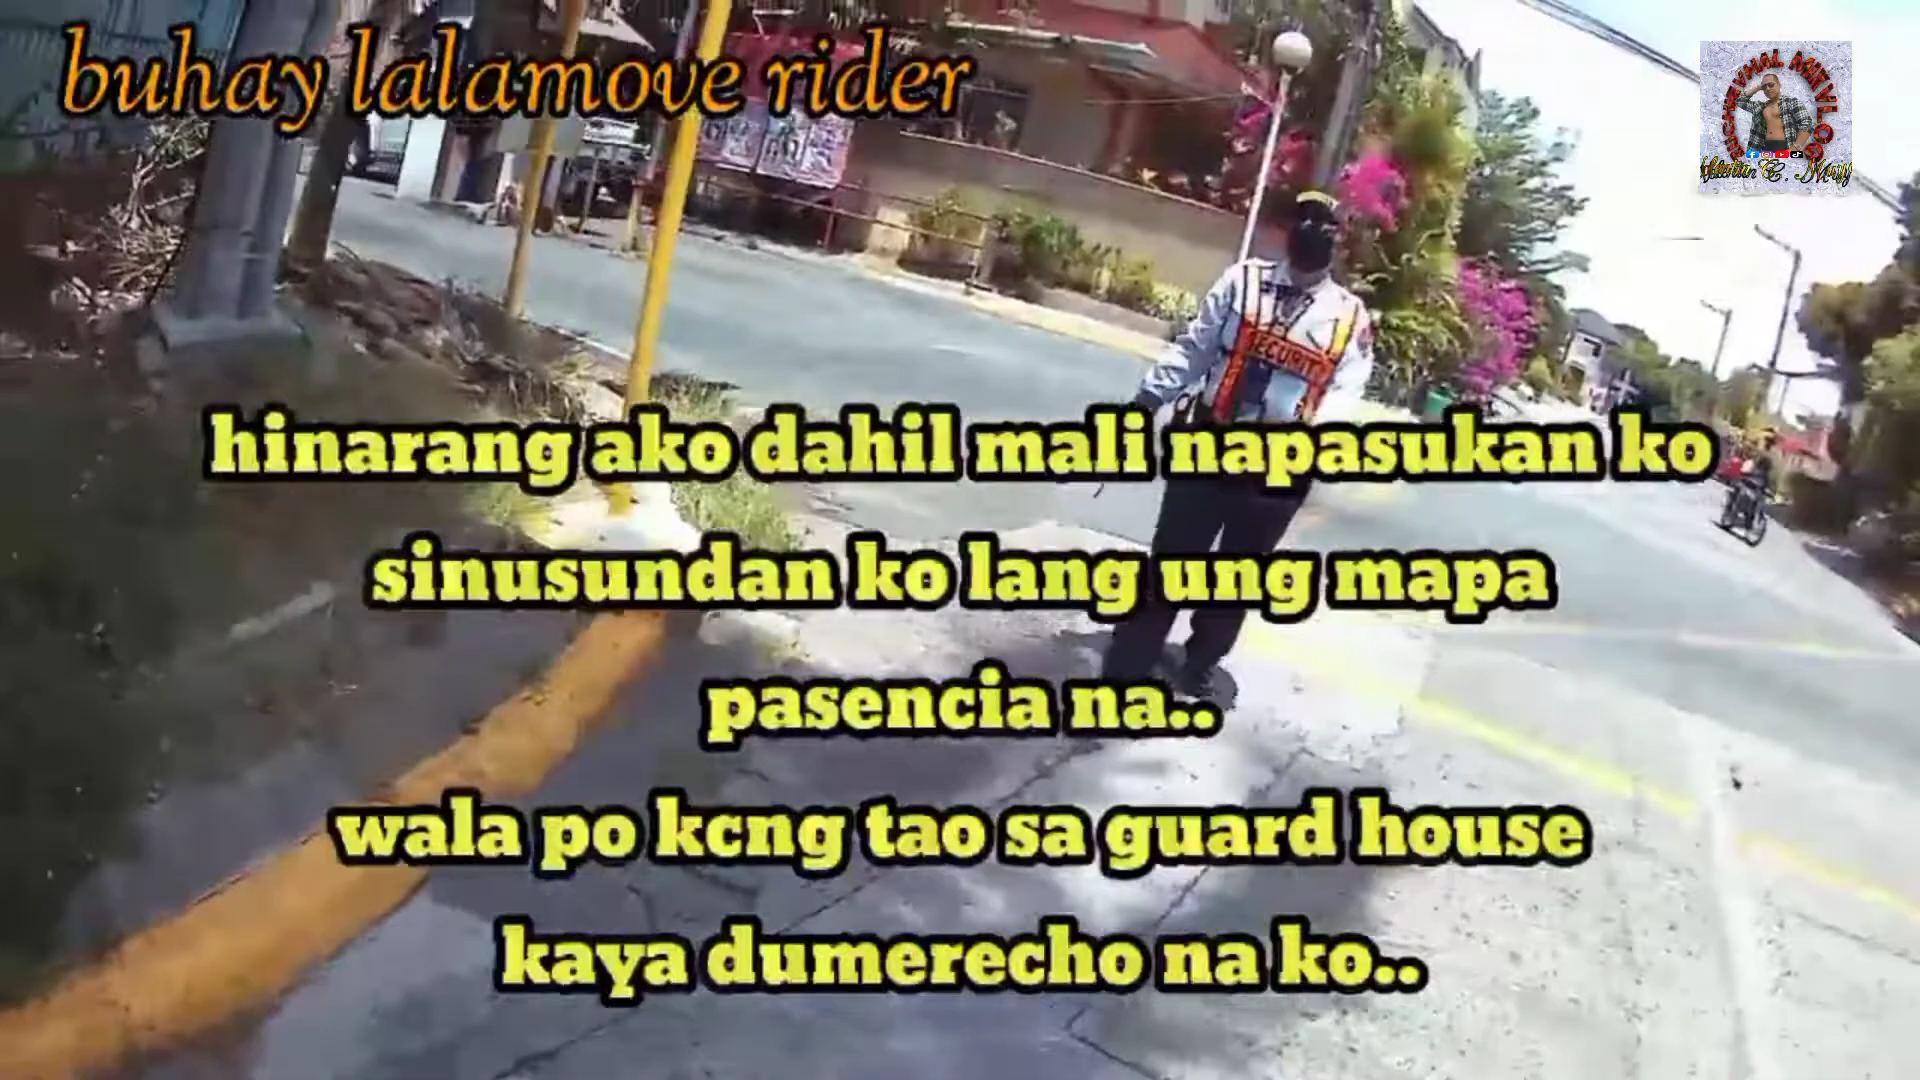 buhay lalamove rider
hinarang ako dahil mali napasukan ko
sinusundan ko lang ung mapa
pasencia na..
wala po kcng tao sa guard house
kaya dumerecho na ko..
SECURITY